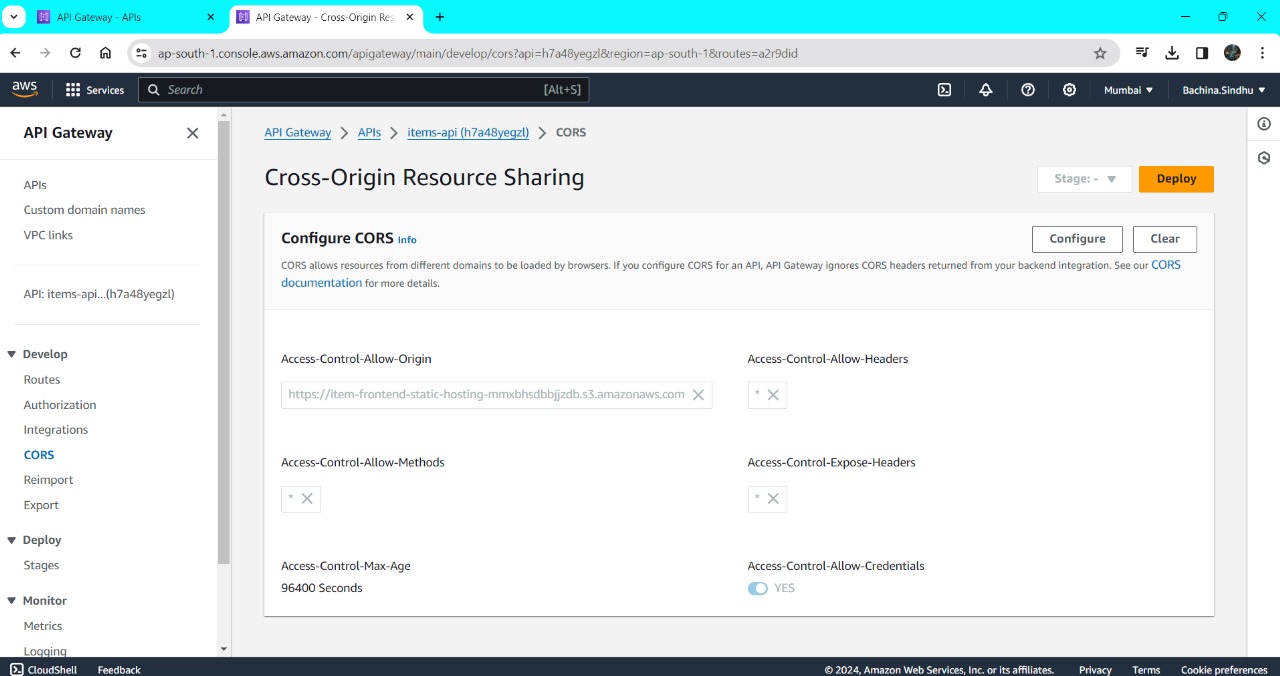 API Gateway - APIs
API Gateway - Cross-Origin Res
ap-south-1.console.aws.amazon.com/apigateway/main/develop/cors?api=h7a48yegzl&region=ap-south-1&routes=a2r9did
aws Services Search [Alt+S] Mumbai Bachina.Sindhu
API Gateway
APIs
Custom domain names
VPC links
API: items-api...(h7a48yegzl)
Develop
Routes
Authorization
Integrations
CORS
Reimport
Export
Deploy
Stages
Monitor
Metrics
Logging
API Gateway > APIs > items-api (h7a48yegzl) > CORS
Cross-Origin Resource Sharing
Stage: -
Deploy
Configure CORS Info
Configure
Clear
CORS allows resources from different domains to be loaded by browsers. If you configure CORS for an API, API Gateway ignores CORS headers returned from your backend integration. See our CORS
documentation for more details.
Access-Control-Allow-Origin
https://item-frontend-static-hosting-mmxbhsdbbjjzdb.s3.amazonaws.com
Access-Control-Allow-Headers
*
Access-Control-Allow-Methods
*
Access-Control-Expose-Headers
*
Access-Control-Max-Age
96400 Seconds
Access-Control-Allow-Credentials
YES
CloudShell Feedback © 2024, Amazon Web Services, Inc. or its affiliates. Privacy Terms Cookie preferences